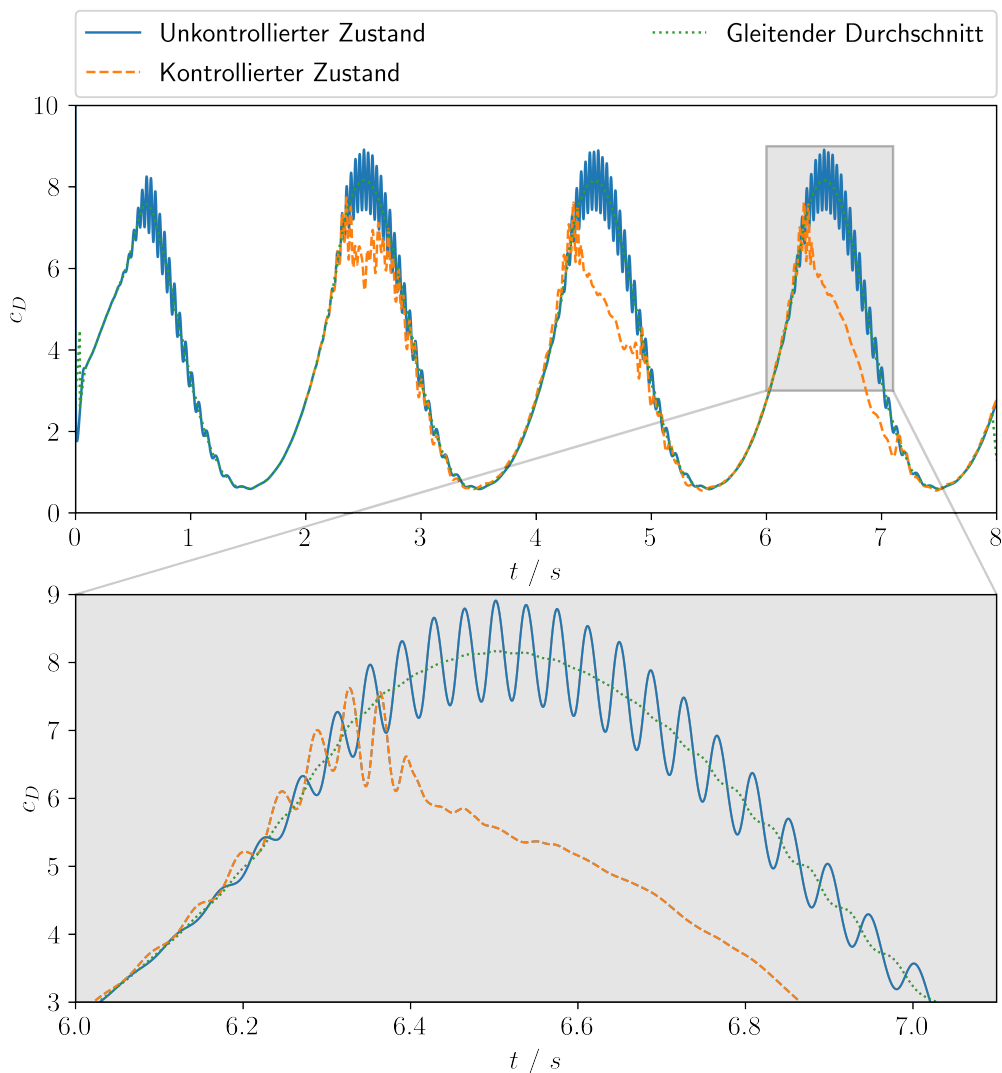 Unkontrollierter Zustand
Gleitender Durchschnitt
Kontrollierter Zustand
10
8
6
4
2
0
c_D
0 1 2 3 4 5 6 7 8
t / s
9
8
7
6
5
4
3
c_D
6.0 6.2 6.4 6.6 6.8 7.0
t / s